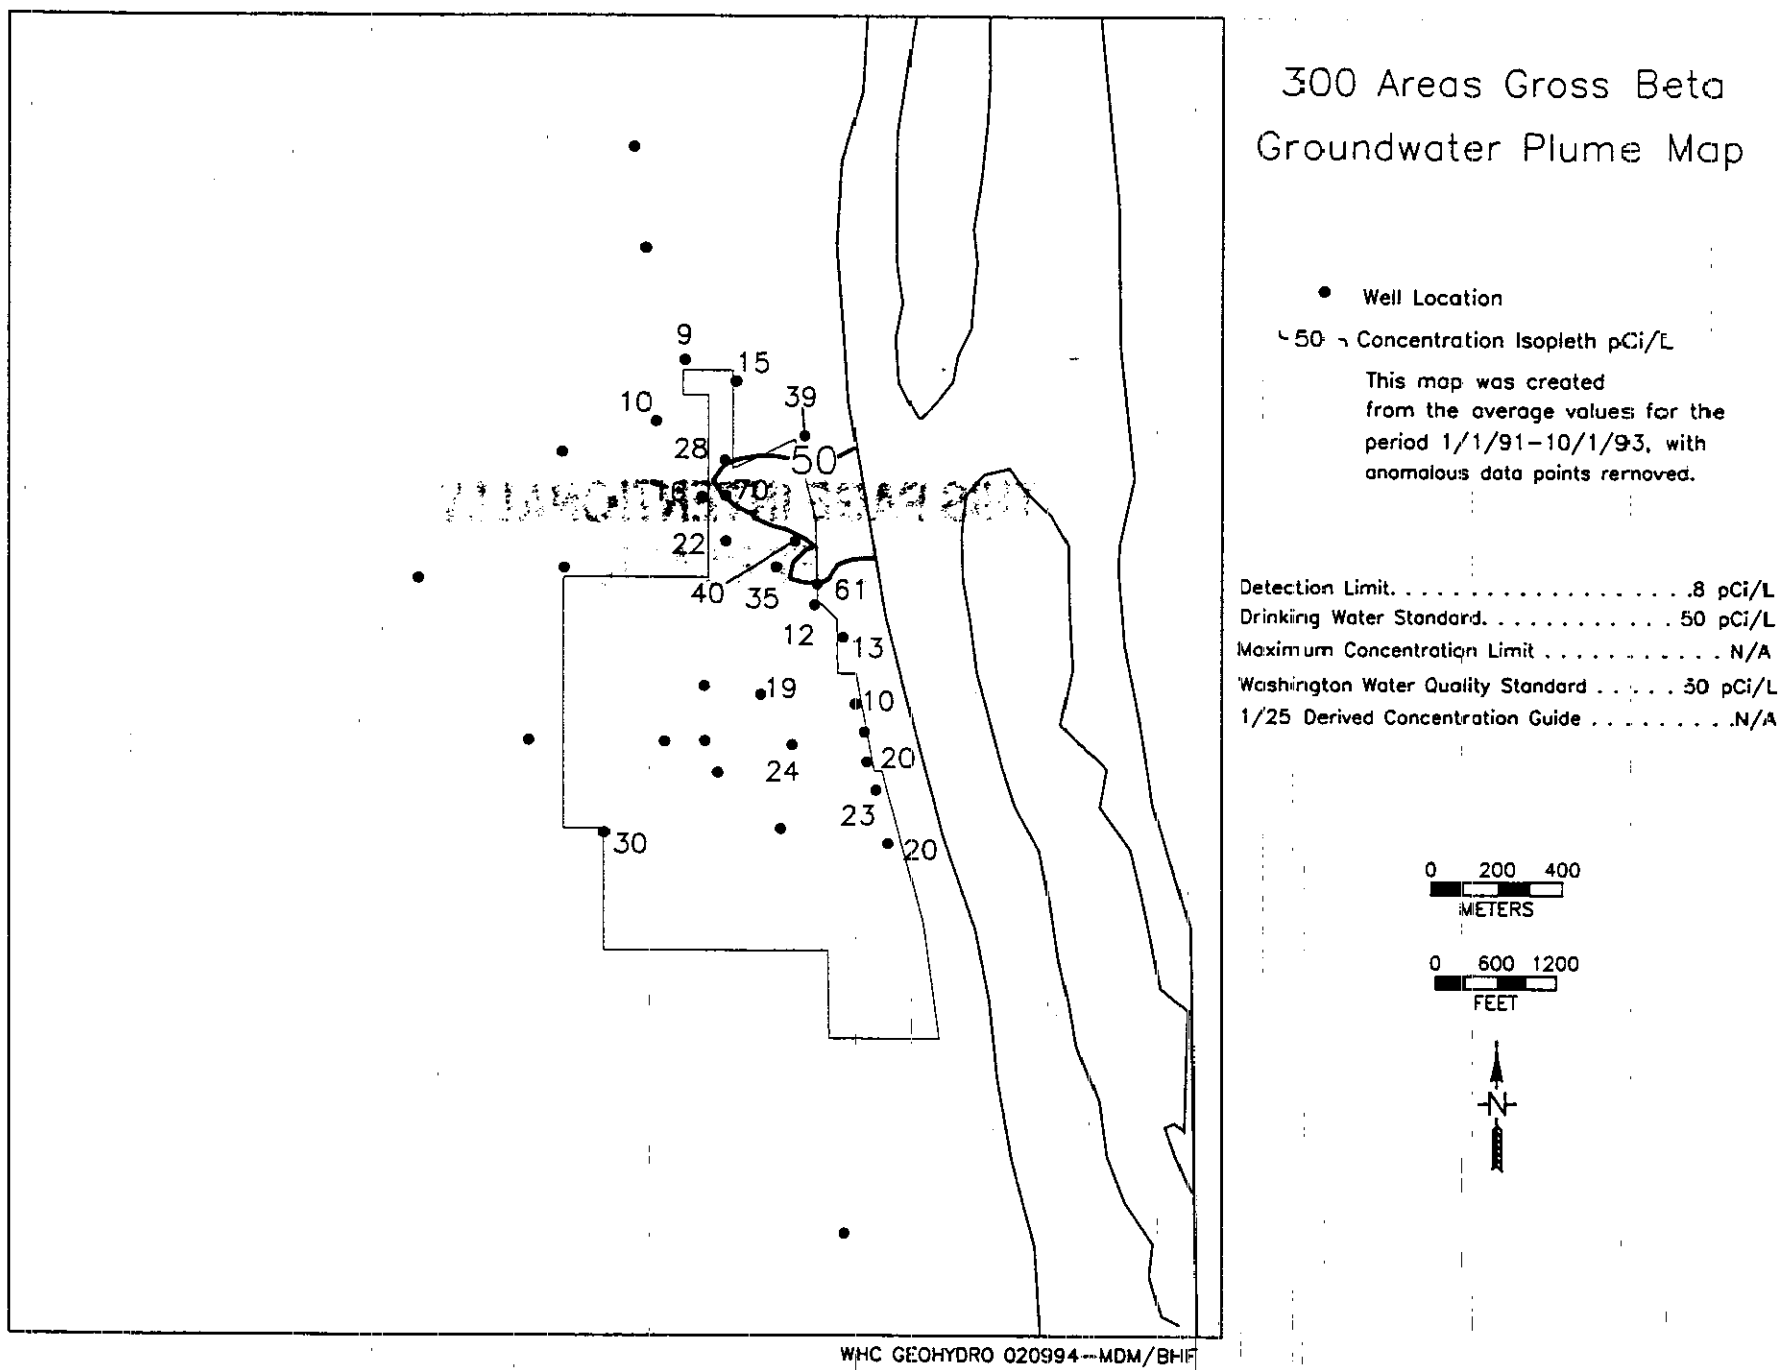 300 Areas Gross Beta
Groundwater Plume Map
Well Location
50 Concentration Isopleth pCi/L
This map was created
from the average values for the
period 1/1/91-10/1/93, with
anomalous data points removed.
Detection Limit. . . . . . . . . . . . . . . . . . . .8 pCi/L
Drinking Water Standard. . . . . . . . . . . . . 50 pCi/L
Maximum Concentration Limit . . . . . . . . . . . . N/A
Washington Water Quality Standard . . . . . 50 pCi/L
1/25 Derived Concentration Guide . . . . . . . . . .N/A
0 200 400
METERS
0 600 1200
FEET
N
9
15
10
39
28
50
70
22
40
35
61
12
13
19
10
20
24
23
30
20
WHC GEOHYDRO 020994--MDM/BHF